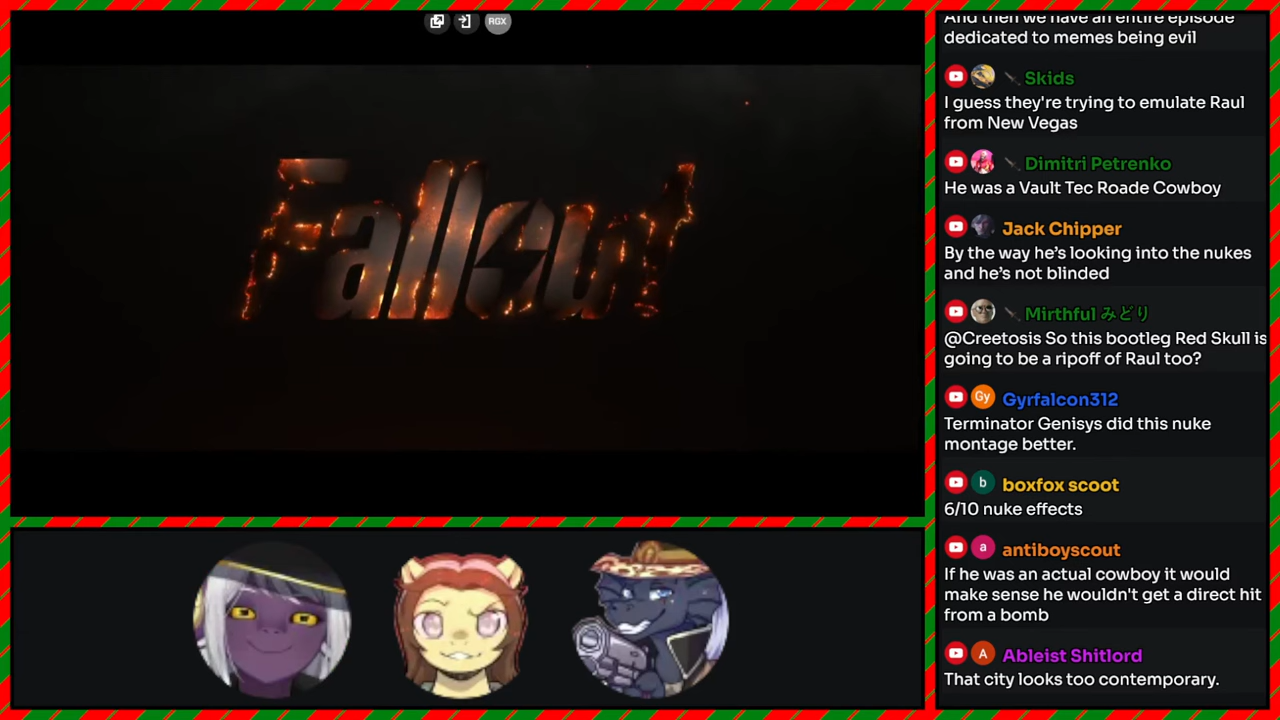 RGX
Fallout
And then we have an entire episode
dedicated to memes being evil
Skids
I guess they're trying to emulate Raul
from New Vegas
Dimitri Petrenko
He was a Vault Tec Roade Cowboy
Jack Chipper
By the way he’s looking into the nukes
and he’s not blinded
Mirthful みどり
@Creetosis So this bootleg Red Skull is
going to be a ripoff of Raul too?
Gy
Gyrfalcon312
Terminator Genisys did this nuke
montage better.
b
boxfox scoot
6/10 nuke effects
a
antiboyscout
If he was an actual cowboy it would
make sense he wouldn't get a direct hit
from a bomb
A
Ableist Shitlord
That city looks too contemporary.